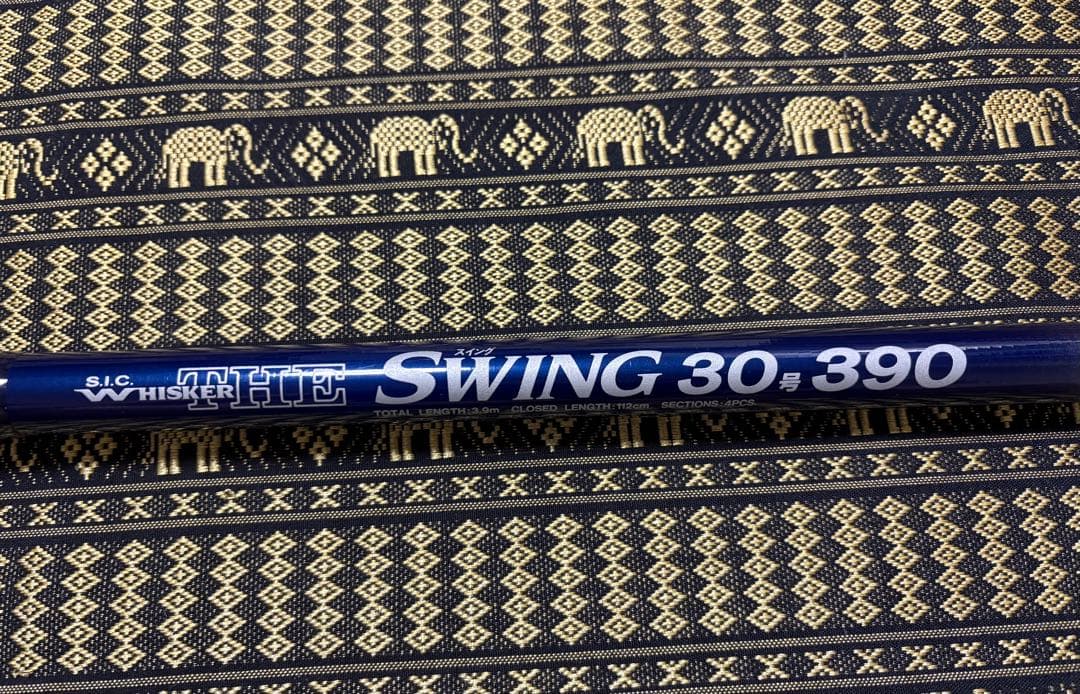 S.I.C.
WHISKER THE スイング SWING 30号 390
TOTAL LENGTH:3.9m CLOSED LENGTH:112cm SECTIONS:4PCS.